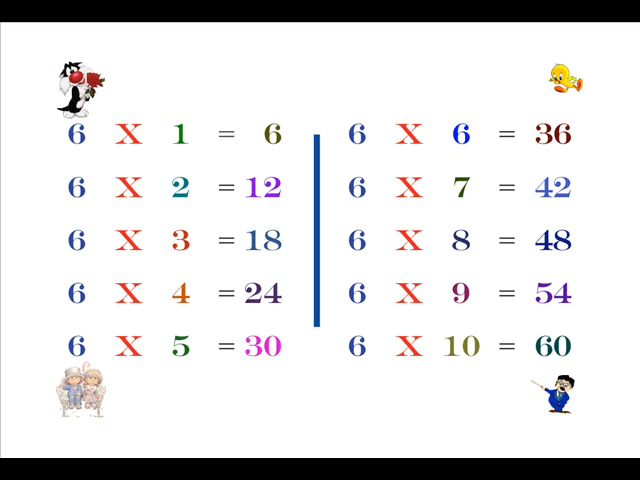 6 X 1 = 6
6 X 2 = 12
6 X 3 = 18
6 X 4 = 24
6 X 5 = 30
6 X 6 = 36
6 X 7 = 42
6 X 8 = 48
6 X 9 = 54
6 X 10 = 60